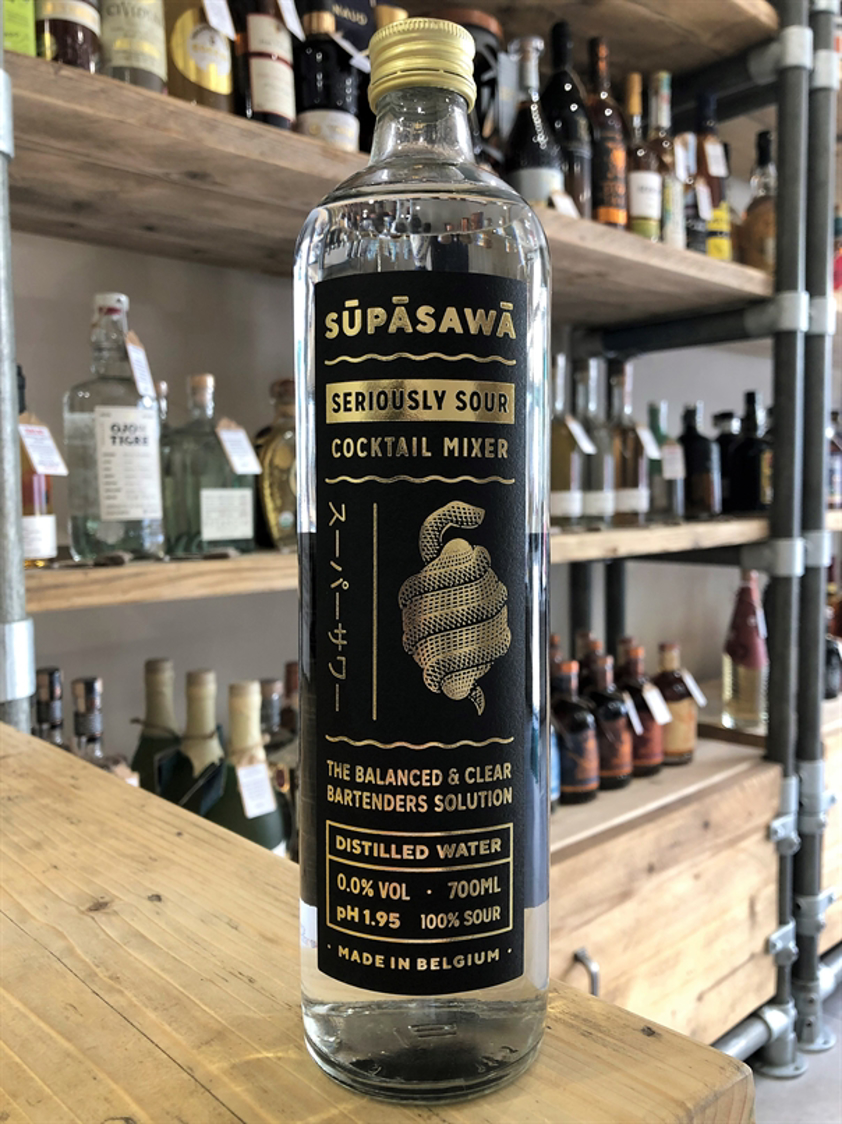 SŪPĀSAWĀ
SERIOUSLY SOUR
COCKTAIL MIXER
スーパーサワー
THE BALANCED & CLEAR
BARTENDERS SOLUTION
DISTILLED WATER
0.0% VOL · 700ML
pH 1.95 100% SOUR
· MADE IN BELGIUM ·
OJO DE
TIGRE